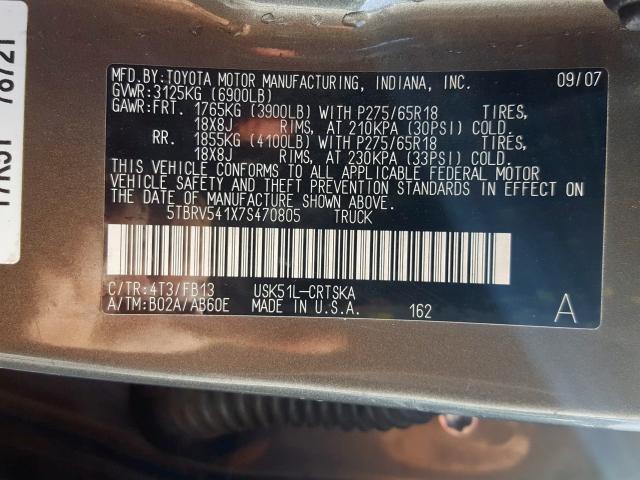 MFD.BY:TOYOTA MOTOR MANUFACTURING, INDIANA, INC. 09/07
GVWR:3125KG (6900LB)
GAWR:FRT. 1765KG (3900LB) WITH P275/65R18 TIRES,
18X8J RIMS, AT 210KPA (30PSI) COLD.
RR. 1855KG (4100LB) WITH P275/65R18 TIRES,
18X8J RIMS, AT 230KPA (33PSI) COLD.
THIS VEHICLE CONFORMS TO ALL APPLICABLE FEDERAL MOTOR
VEHICLE SAFETY AND THEFT PREVENTION STANDARDS IN EFFECT ON
THE DATE OF MANUFACTURE SHOWN ABOVE.
5TBRV541X7S470805 TRUCK
C/TR:4T3/FB13 USK51L-CRTSKA
A/TM:B02A/AB60E MADE IN U.S.A. 162 A